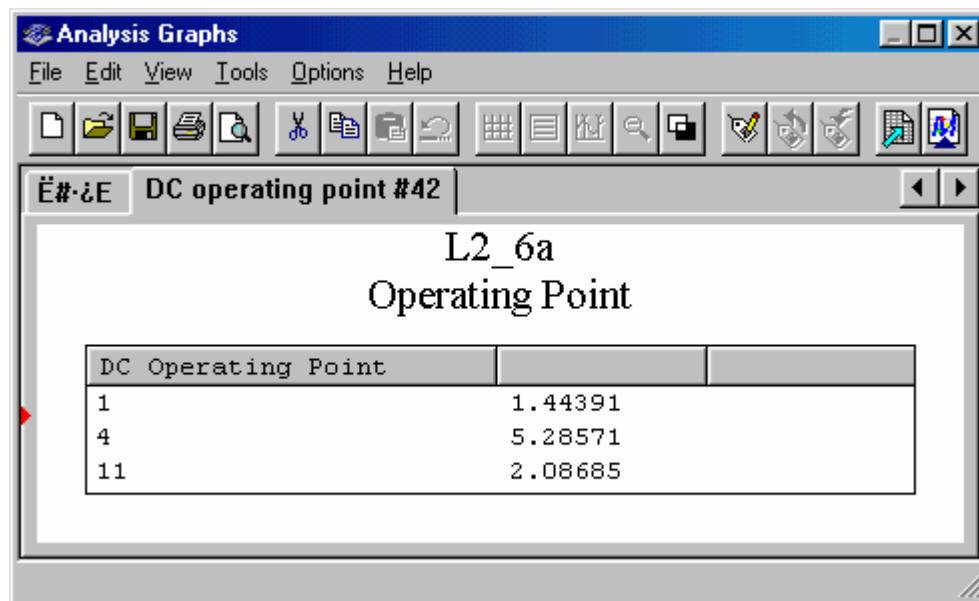 Analysis Graphs
File Edit View Tools Options Help
Ë#·¿E DC operating point #42
L2_6a
Operating Point
DC Operating Point
1 1.44391
4 5.28571
11 2.08685